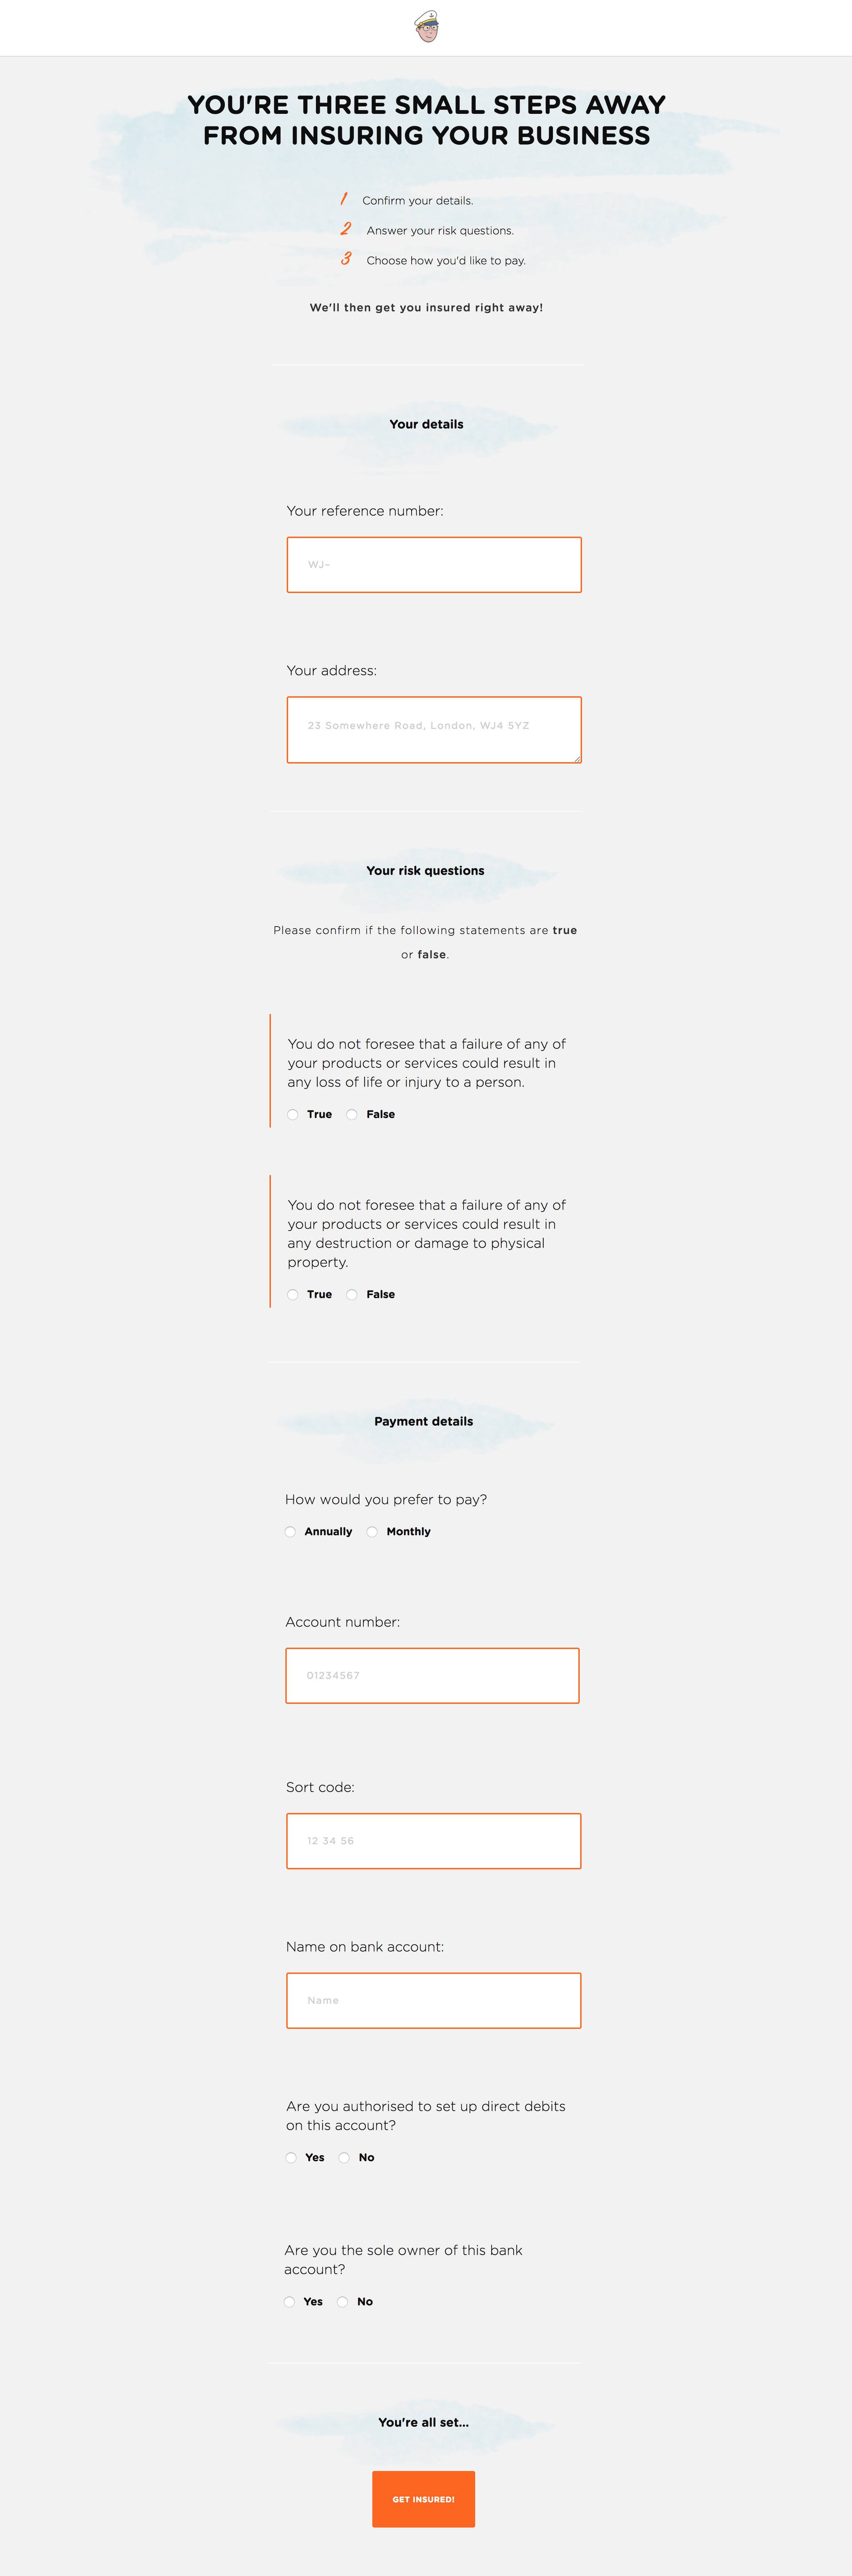 YOU'RE THREE SMALL STEPS AWAY
FROM INSURING YOUR BUSINESS
1 Confirm your details.
2 Answer your risk questions.
3 Choose how you'd like to pay.
We'll then get you insured right away!
Your details
Your reference number:
WJ-
Your address:
23 Somewhere Road, London, WJ4 5YZ
Your risk questions
Please confirm if the following statements are true
or false.
You do not foresee that a failure of any of
your products or services could result in
any loss of life or injury to a person.
True False
You do not foresee that a failure of any of
your products or services could result in
any destruction or damage to physical
property.
True False
Payment details
How would you prefer to pay?
Annually Monthly
Account number:
01234567
Sort code:
12 34 56
Name on bank account:
Name
Are you authorised to set up direct debits
on this account?
Yes No
Are you the sole owner of this bank
account?
Yes No
You're all set...
GET INSURED!